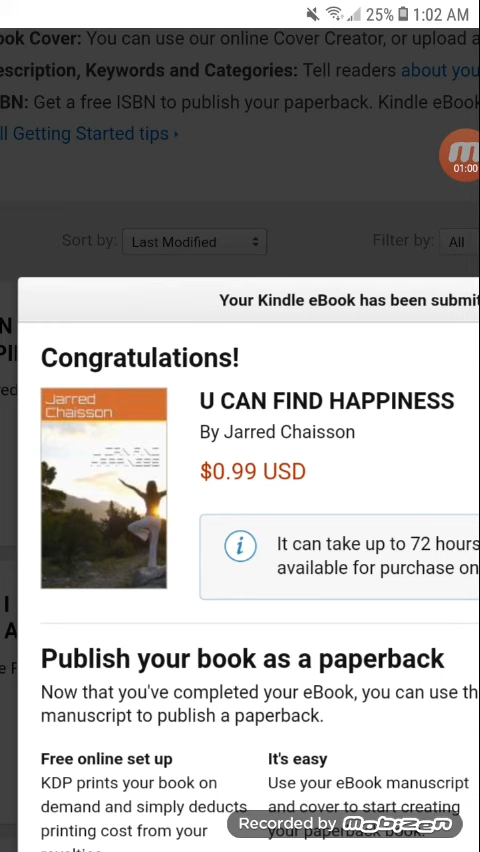 25% 1:02 AM
ook Cover: You can use our online Cover Creator, or upload a
escription, Keywords and Categories: Tell readers about you
BN: Get a free ISBN to publish your paperback. Kindle eBook
ll Getting Started tips ›
01:00
Sort by: Last Modified Filter by: All
Your Kindle eBook has been submit
Congratulations!
Jarred
Chaisson
U CAN FIND
HAPPINESS
U CAN FIND HAPPINESS
By Jarred Chaisson
$0.99 USD
It can take up to 72 hours
available for purchase on
Publish your book as a paperback
Now that you've completed your eBook, you can use th
manuscript to publish a paperback.
Free online set up
KDP prints your book on
demand and simply deducts
printing cost from your
It's easy
Use your eBook manuscript
and cover to start creating
your paperback book.
Recorded by mobizen